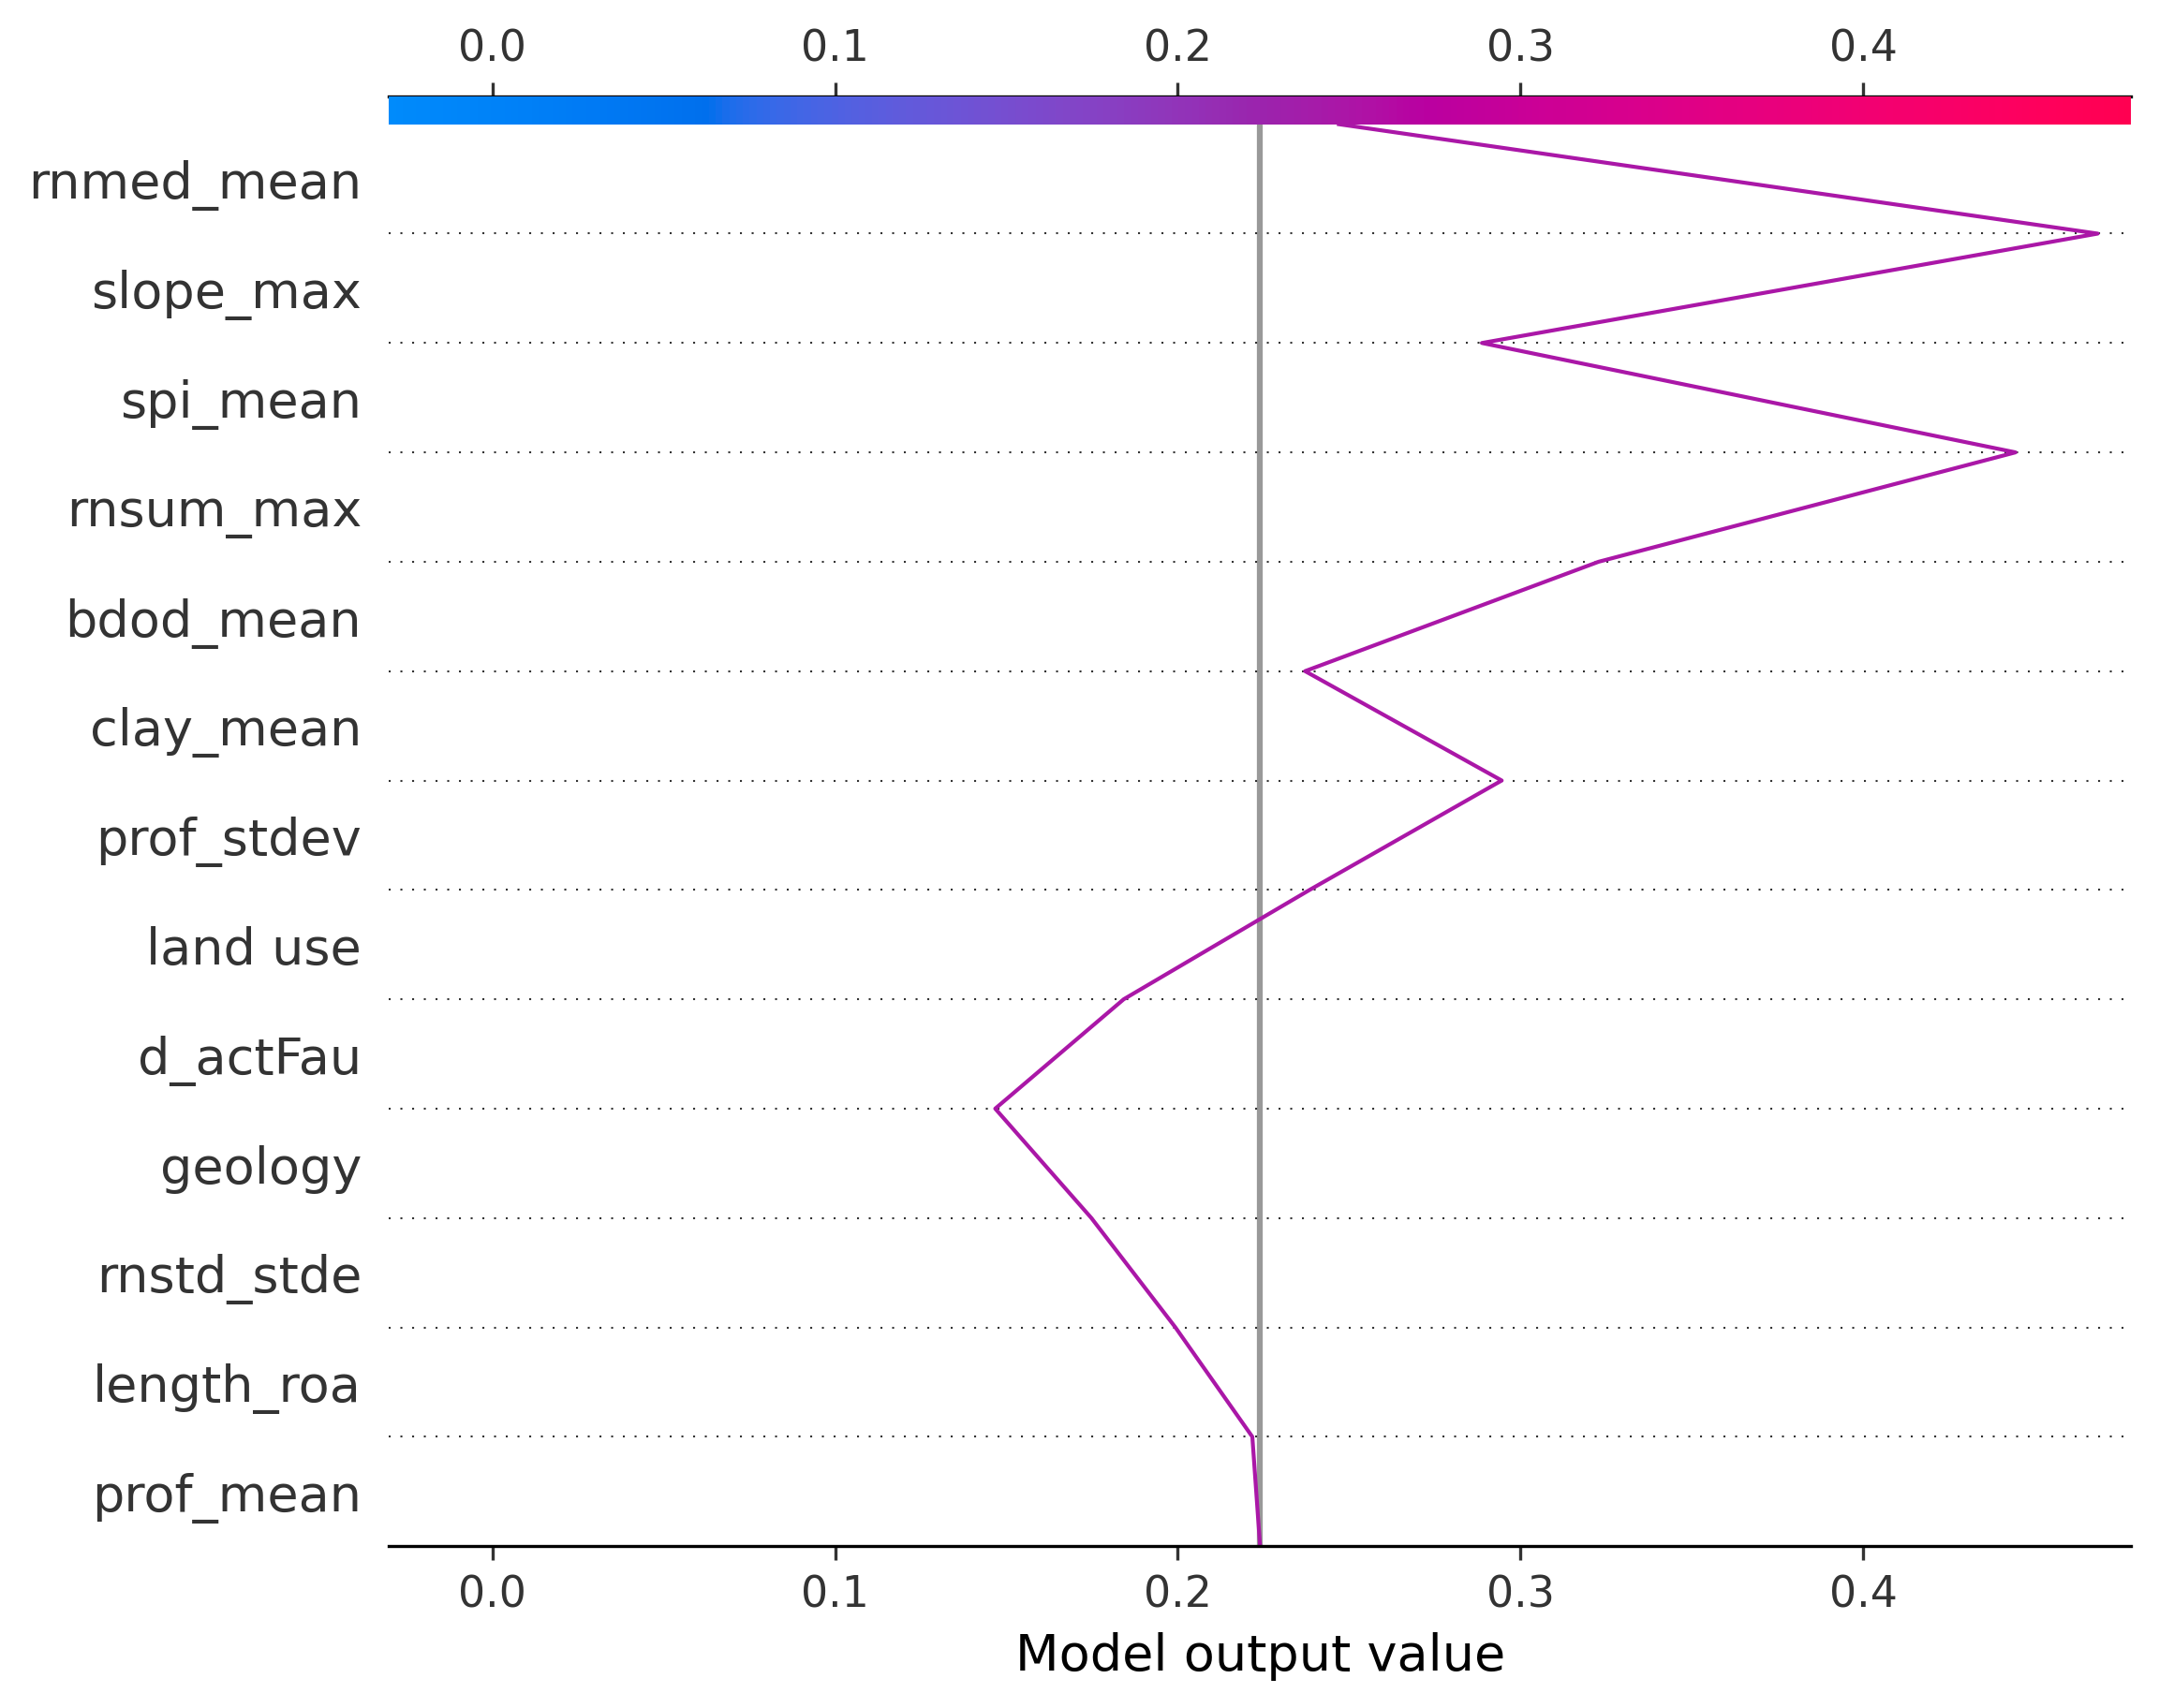 0.0 0.1 0.2 0.3 0.4
rnmed_mean
slope_max
spi_mean
rnsum_max
bdod_mean
clay_mean
prof_stdev
land use
d_actFau
geology
rnstd_stde
length_roa
prof_mean
0.0 0.1 0.2 0.3 0.4
Model output value